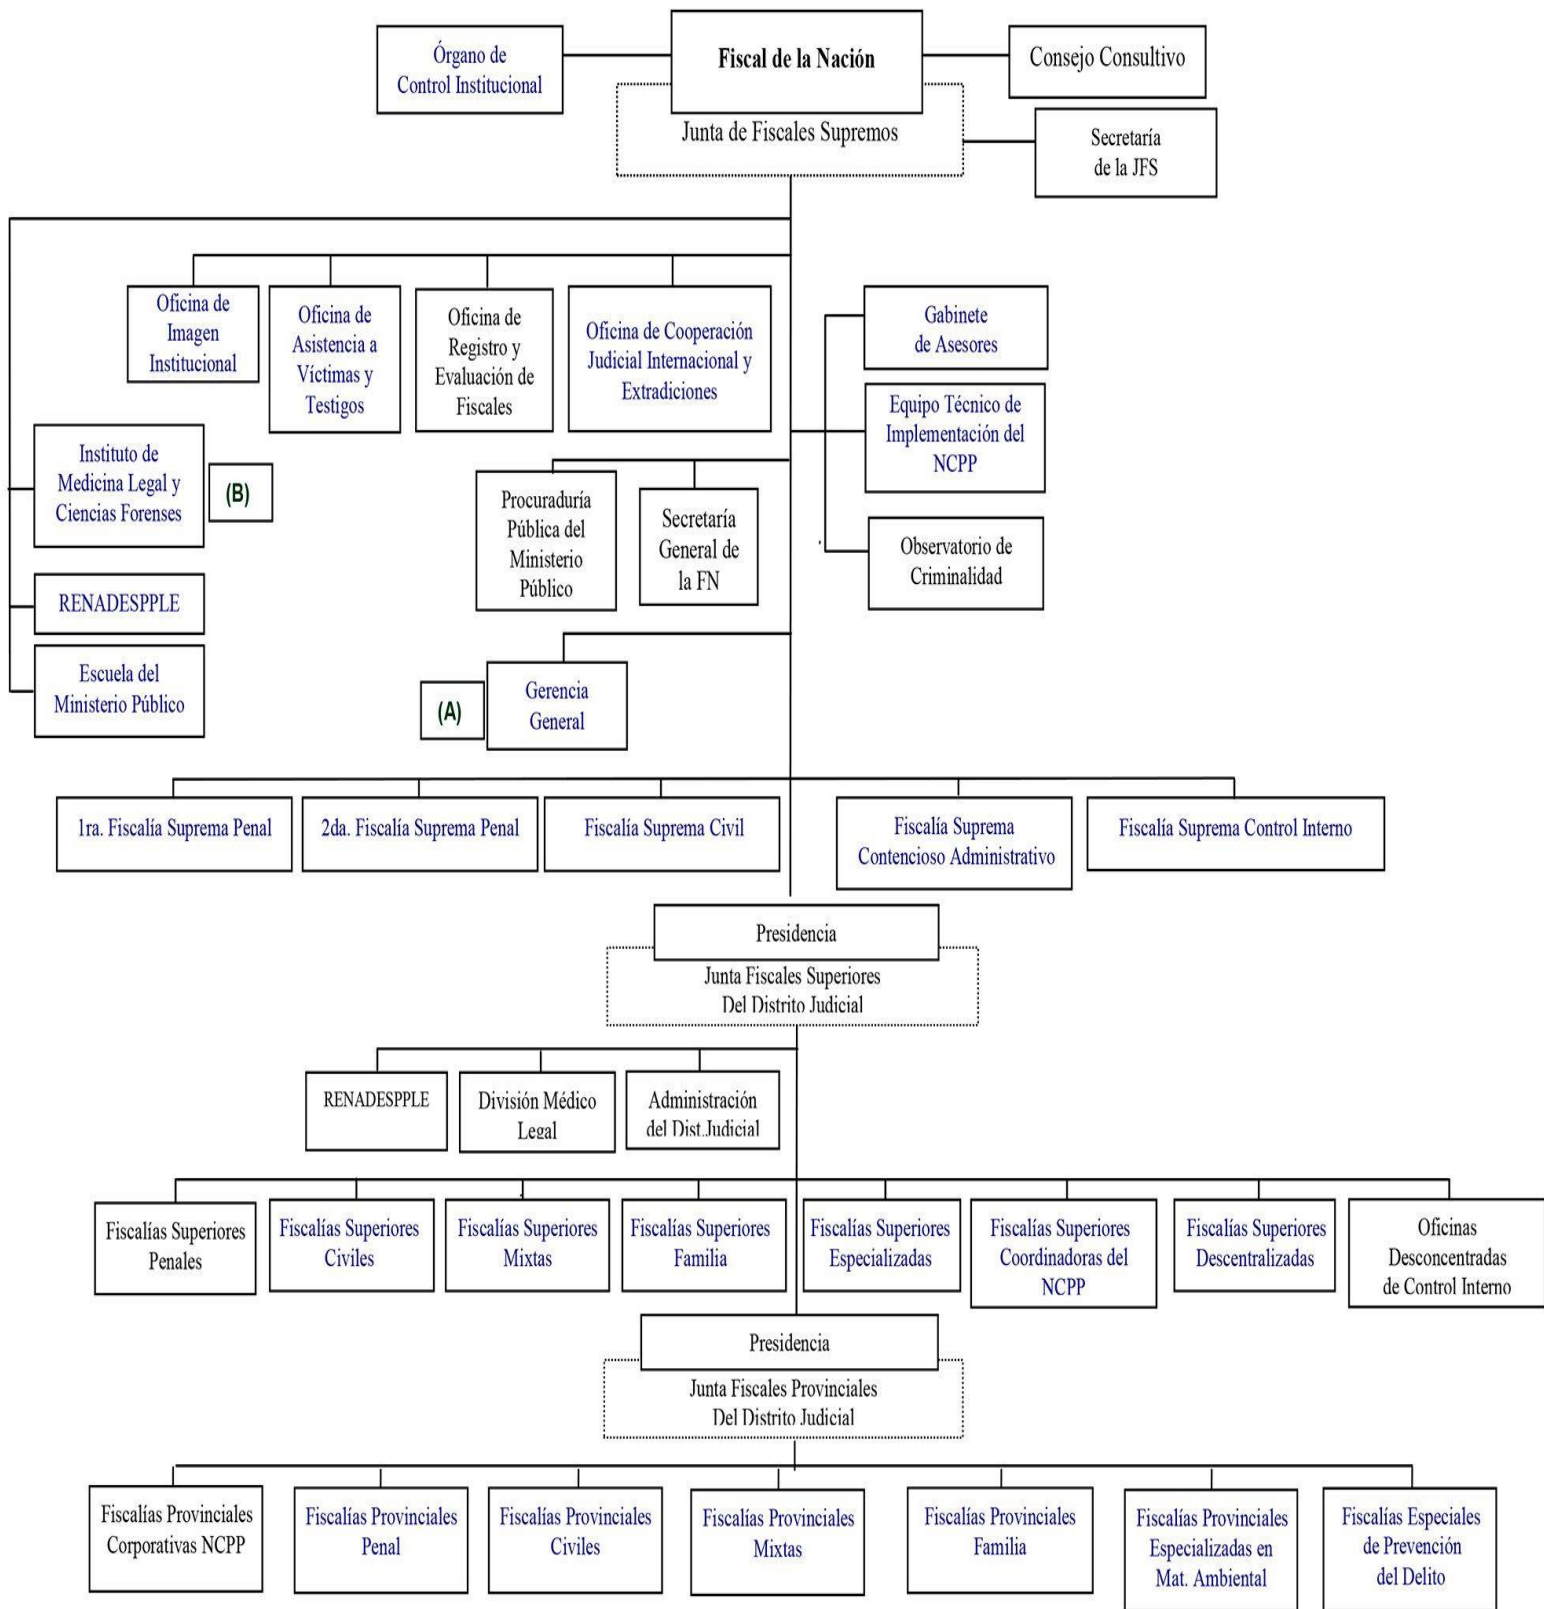 Órgano de
Control Institucional
Fiscal de la Nación
Consejo Consultivo
Junta de Fiscales Supremos
Secretaría
de la JFS
Oficina de
Imagen
Institucional
Oficina de
Asistencia a
Víctimas y
Testigos
Oficina de
Registro y
Evaluación de
Fiscales
Oficina de Cooperación
Judicial Internacional y
Extradiciones
Gabinete
de Asesores
Equipo Técnico de
Implementación del
NCPP
Observatorio de
Criminalidad
Instituto de
Medicina Legal y
Ciencias Forenses
(B)
RENADESPPLE
Escuela del
Ministerio Público
Procuraduría
Pública del
Ministerio
Público
Secretaría
General de
la FN
(A)
Gerencia
General
1ra. Fiscalía Suprema Penal
2da. Fiscalía Suprema Penal
Fiscalía Suprema Civil
Fiscalía Suprema
Contencioso Administrativo
Fiscalía Suprema Control Interno
Presidencia
Junta Fiscales Superiores
Del Distrito Judicial
RENADESPPLE
División Médico
Legal
Administración
del Dist.Judicial
Fiscalías Superiores
Penales
Fiscalías Superiores
Civiles
Fiscalías Superiores
Mixtas
Fiscalías Superiores
Familia
Fiscalías Superiores
Especializadas
Fiscalías Superiores
Coordinadoras del
NCPP
Fiscalías Superiores
Descentralizadas
Oficinas
Desconcentradas
de Control Interno
Presidencia
Junta Fiscales Provinciales
Del Distrito Judicial
Fiscalías Provinciales
Corporativas NCPP
Fiscalías Provinciales
Penal
Fiscalías Provinciales
Civiles
Fiscalías Provinciales
Mixtas
Fiscalías Provinciales
Familia
Fiscalías Provinciales
Especializadas en
Mat. Ambiental
Fiscalías Especiales
de Prevención
del Delito